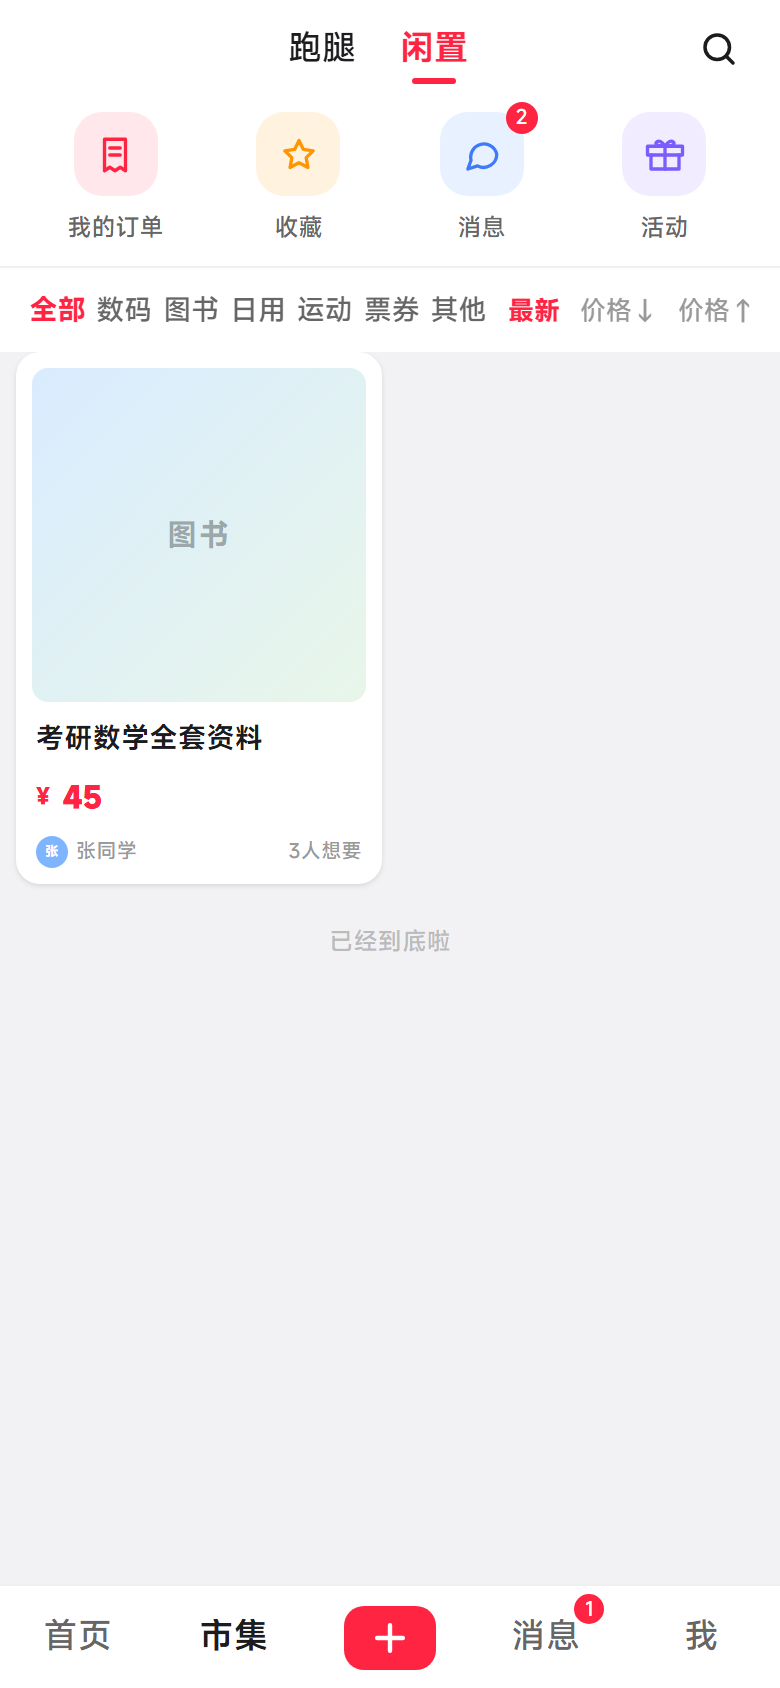 跑腿 闲置
2
我的订单 收藏 消息 活动
全部 数码 图书 日用 运动 票券 其他 最新 价格↓ 价格↑
图书
考研数学全套资料
¥ 45
张 张同学 3人想要
已经到底啦
首页 市集 消息 1 我